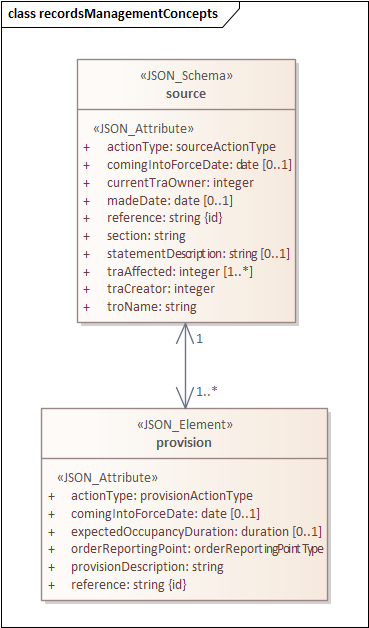 class recordsManagementConcepts
«JSON_Schema»
source
«JSON_Attribute»
+ actionType: sourceActionType
+ comingIntoForceDate: date [0..1]
+ currentTraOwner: integer
+ madeDate: date [0..1]
+ reference: string {id}
+ section: string
+ statementDescription: string [0..1]
+ traAffected: integer [1..*]
+ traCreator: integer
+ troName: string
1
1..*
«JSON_Element»
provision
«JSON_Attribute»
+ actionType: provisionActionType
+ comingIntoForceDate: date [0..1]
+ expectedOccupancyDuration: duration [0..1]
+ orderReportingPoint: orderReportingPointType
+ provisionDescription: string
+ reference: string {id}